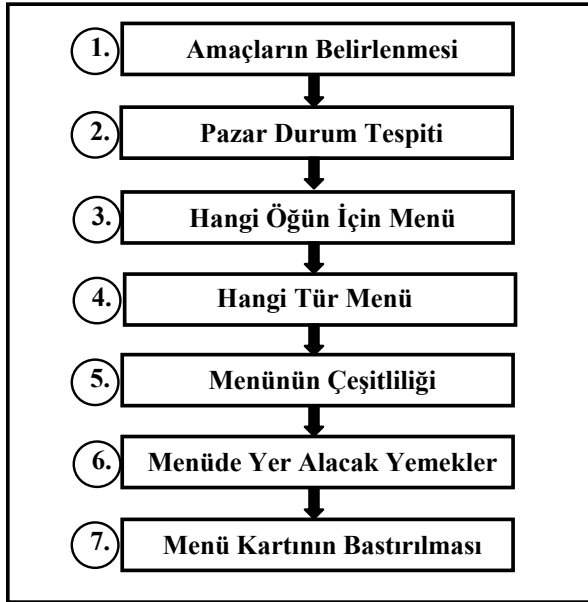 1. Amaçların Belirlenmesi
2. Pazar Durum Tespiti
3. Hangi Öğün İçin Menü
4. Hangi Tür Menü
5. Menünün Çeşitliliği
6. Menüde Yer Alacak Yemekler
7. Menü Kartının Bastırılması